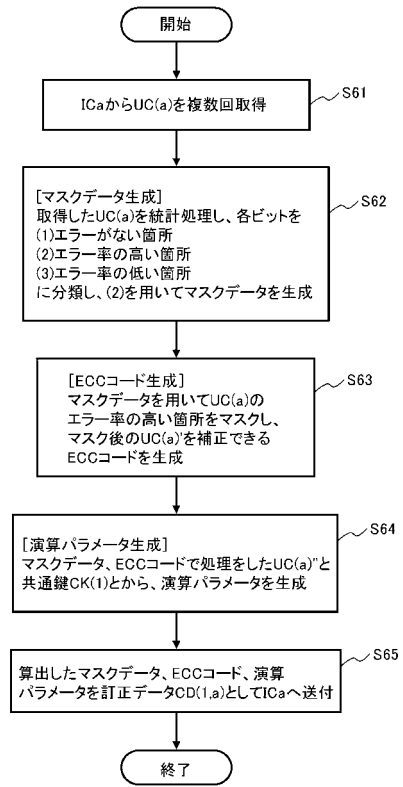 開始
ICaからUC(a)を複数回取得
S61
[マスクデータ生成]
取得したUC(a)を統計処理し、各ビットを
(1)エラーがない箇所
(2)エラー率の高い箇所
(3)エラー率の低い箇所
に分類し、(2)を用いてマスクデータを生成
S62
[ECCコード生成]
マスクデータを用いてUC(a)の
エラー率の高い箇所をマスクし、
マスク後のUC(a)'を補正できる
ECCコードを生成
S63
[演算パラメータ生成]
マスクデータ、ECCコードで処理をしたUC(a)"と
共通鍵CK(1)とから、演算パラメータを生成
S64
算出したマスクデータ、ECCコード、演算
パラメータを訂正データCD(1,a)としてICaへ送付
S65
終了